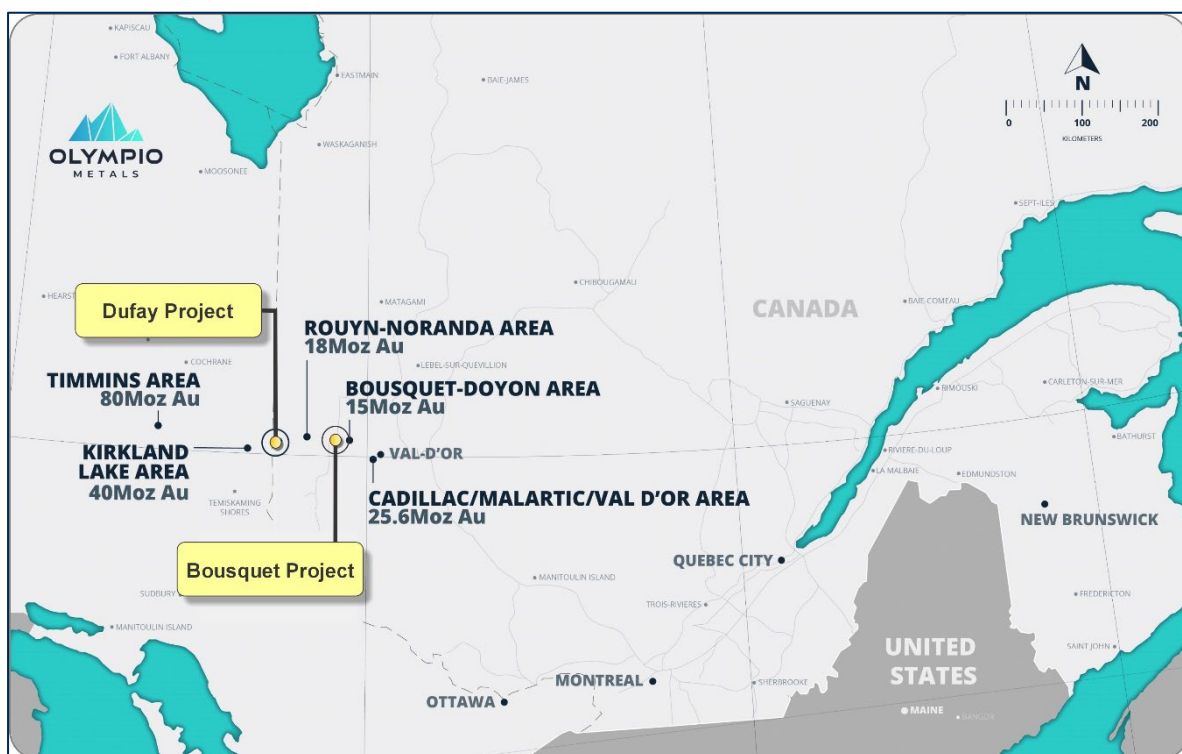 KAPISCAU
FORT ALBANY
EASTMAIN
BAIE-JAMES
N
0 100 200
KILOMETERS
OLYMPIO
METALS
WASKAGANISH
MOOSONEE
SEPT-ILES
HEARST
CHIBOUGAMAU
MATAGAMI
CANADA
BAIE-COMEAU
Dufay Project
ROUYN-NORANDA AREA
18Moz Au
COCHRANE
LEBEL-SUR-QUEVILLION
TIMMINS AREA
80Moz Au
BOUSQUET-DOYON AREA
15Moz Au
RIMOUSKI
CARLETON-SUR-MER
SAGUENAY
BATHURST
KIRKLAND
LAKE AREA
40Moz Au
VAL-D'OR
RIVIERE-DU-LOUP
LA MALBAIE
EDMUNDSTON
TEMISKAMING
SHORES
CADILLAC/MALARTIC/VAL D'OR AREA
25.6Moz Au
NEW BRUNSWICK
Bousquet Project
QUEBEC CITY
MANITOULIN ISLAND
SUDBURY
TROIS-RIVIERES
FREDERICTON
MANITOULIN ISLAND
UNITED
STATES
SAINT JOHN
OTTAWA
MONTREAL
SHERBROOKE
MAINE
BANGOR